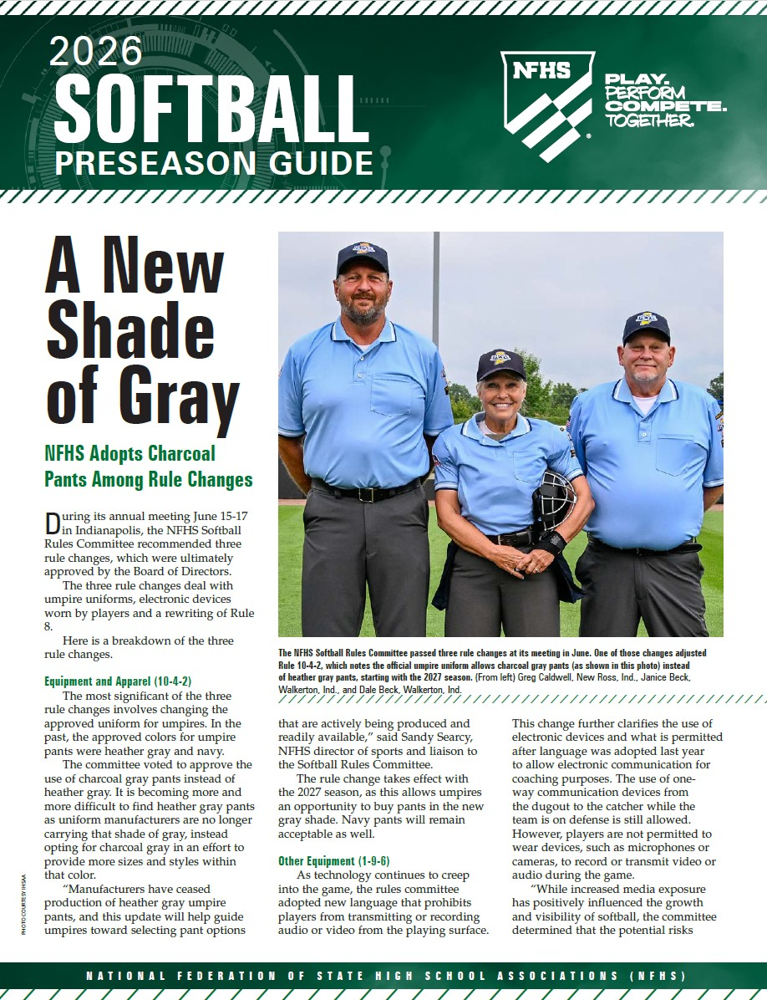 2026
SOFTBALL
PRESEASON GUIDE
NFHS
PLAY.
PERFORM
COMPETE.
TOGETHER.
A New
Shade
of Gray
NFHS Adopts Charcoal
Pants Among Rule Changes
During its annual meeting June 15-17
in Indianapolis, the NFHS Softball
Rules Committee recommended three
rule changes, which were ultimately
approved by the Board of Directors.
The three rule changes deal with
umpire uniforms, electronic devices
worn by players and a rewriting of Rule
8.
Here is a breakdown of the three
rule changes.
Equipment and Apparel (10-4-2)
The most significant of the three
rule changes involves changing the
approved uniform for umpires. In the
past, the approved colors for umpire
pants were heather gray and navy.
The committee voted to approve the
use of charcoal gray pants instead of
heather gray. It is becoming more and
more difficult to find heather gray pants
as uniform manufacturers are no longer
carrying that shade of gray, instead
opting for charcoal gray in an effort to
provide more sizes and styles within
that color.
“Manufacturers have ceased
production of heather gray umpire
pants, and this update will help guide
umpires toward selecting pant options
PHOTO COURTESY IHSAA
The NFHS Softball Rules Committee passed three rule changes at its meeting in June. One of those changes adjusted
Rule 10-4-2, which notes the official umpire uniform allows charcoal gray pants (as shown in this photo) instead
of heather gray pants, starting with the 2027 season. (From left) Greg Caldwell, New Ross, Ind., Janice Beck,
Walkerton, Ind., and Dale Beck, Walkerton, Ind.
that are actively being produced and
readily available,” said Sandy Searcy,
NFHS director of sports and liaison to
the Softball Rules Committee.
The rule change takes effect with
the 2027 season, as this allows umpires
an opportunity to buy pants in the new
gray shade. Navy pants will remain
acceptable as well.
Other Equipment (1-9-6)
As technology continues to creep
into the game, the rules committee
adopted new language that prohibits
players from transmitting or recording
audio or video from the playing surface.
This change further clarifies the use of
electronic devices and what is permitted
after language was adopted last year
to allow electronic communication for
coaching purposes. The use of one-
way communication devices from
the dugout to the catcher while the
team is on defense is still allowed.
However, players are not permitted to
wear devices, such as microphones or
cameras, to record or transmit video or
audio during the game.
“While increased media exposure
has positively influenced the growth
and visibility of softball, the committee
determined that the potential risks
NATIONAL FEDERATION OF STATE HIGH SCHOOL ASSOCIATIONS (NFHS)